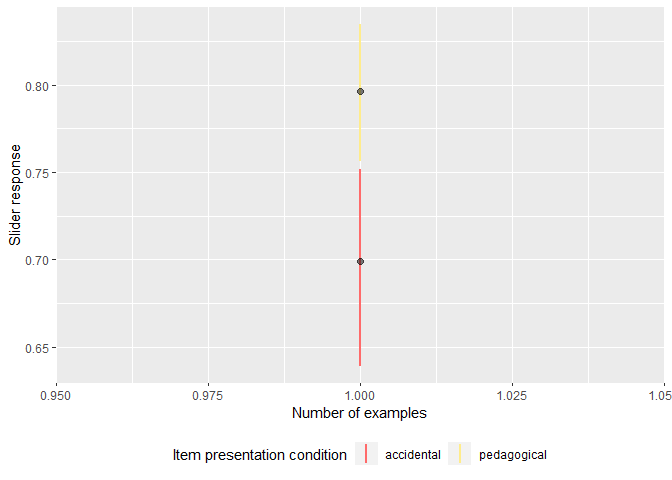 0.80
0.75
0.70
0.65
Slider response
0.950 0.975 1.000 1.025 1.05
Number of examples
Item presentation condition accidental pedagogical